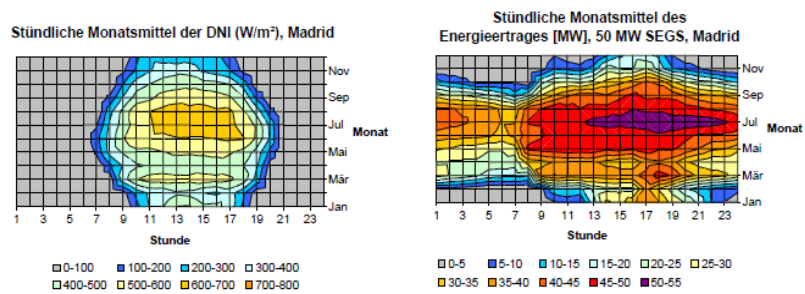 Stündliche Monatsmittel der DNI (W/m²), Madrid
Nov
Sep
Jul
Monat
Mai
Mär
Jan
1 3 5 7 9 11 13 15 17 19 21 23
Stunde
0-100 100-200 200-300 300-400
400-500 500-600 600-700 700-800
Stündliche Monatsmittel des
Energieertrages [MW], 50 MW SEGS, Madrid
Nov
Sep
Jul
Monat
Mai
Mär
Jan
1 3 5 7 9 11 13 15 17 19 21 23
Stunde
0-5 5-10 10-15 15-20 20-25 25-30
30-35 35-40 40-45 45-50 50-55